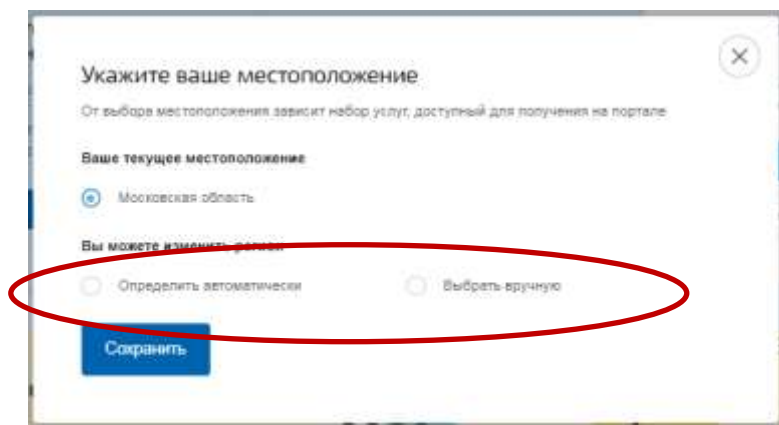 Укажите ваше местоположение
От выбора местоположения зависит набор услуг, доступный для получения на портале
Ваше текущее местоположение
Московская область
Вы можете изменить регион
Определить автоматически
Выбрать вручную
Сохранить